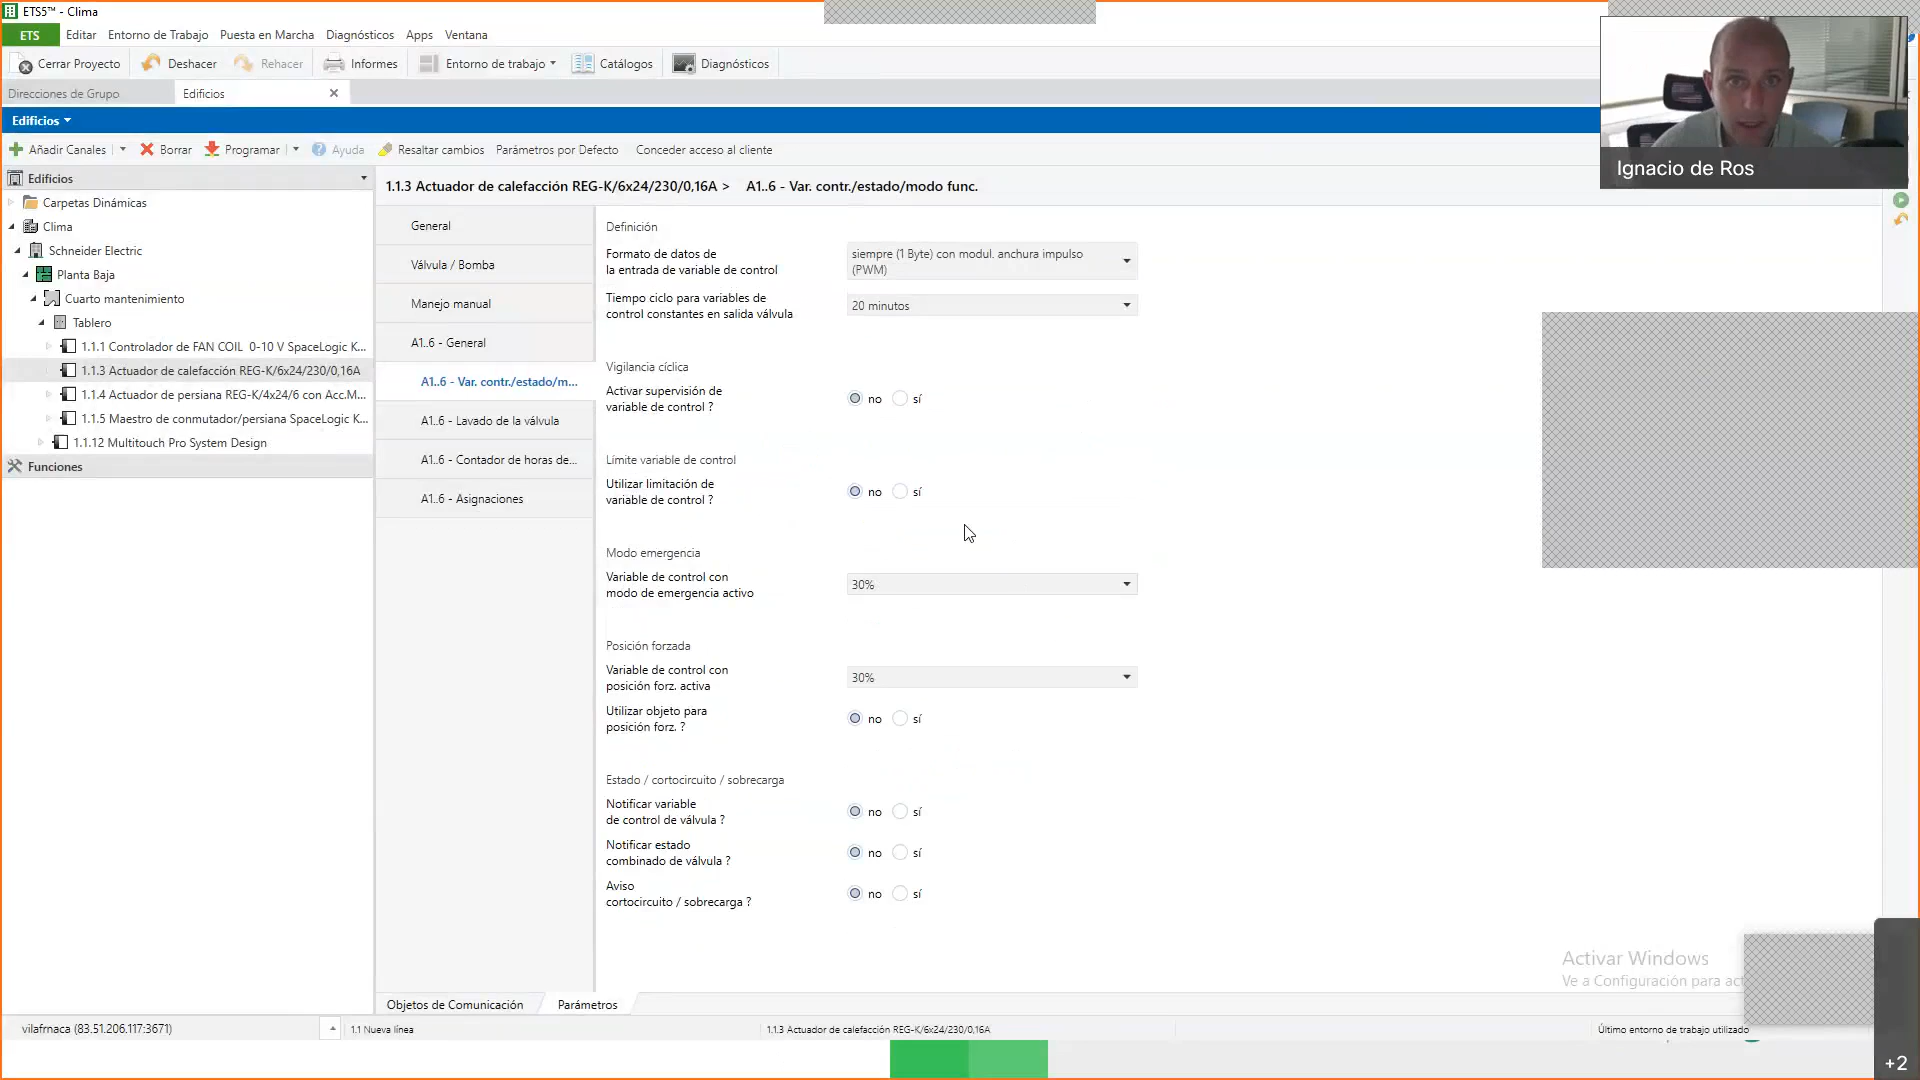 ETS5™ - Clima
ETS Editar Entorno de Trabajo Puesta en Marcha Diagnósticos Apps Ventana
Cerrar Proyecto Deshacer Rehacer Informes Entorno de trabajo Catálogos Diagnósticos
Direcciones de Grupo Edificios
Edificios
Añadir Canales Borrar Programar Ayuda Resaltar cambios Parámetros por Defecto Conceder acceso al cliente
Ignacio de Ros
Edificios
Carpetas Dinámicas
Clima
Schneider Electric
Planta Baja
Cuarto mantenimiento
Tablero
1.1.1 Controlador de FAN COIL 0-10 V SpaceLogic K...
1.1.3 Actuador de calefacción REG-K/6x24/230/0,16A
1.1.4 Actuador de persiana REG-K/4x24/6 con Acc.M...
1.1.5 Maestro de conmutador/persiana SpaceLogic K...
1.1.12 Multitouch Pro System Design
Funciones
1.1.3 Actuador de calefacción REG-K/6x24/230/0,16A > A1..6 - Var. contr./estado/modo func.
General
Válvula / Bomba
Manejo manual
A1..6 - General
A1..6 - Var. contr./estado/m...
A1..6 - Lavado de la válvula
A1..6 - Contador de horas de...
A1..6 - Asignaciones
Definición
Formato de datos de
la entrada de variable de control
siempre (1 Byte) con modul. anchura impulso
(PWM)
Tiempo ciclo para variables de
control constantes en salida válvula
20 minutos
Vigilancia cíclica
Activar supervisión de
variable de control ?
no sí
Límite variable de control
Utilizar limitación de
variable de control ?
no sí
Modo emergencia
Variable de control con
modo de emergencia activo
30%
Posición forzada
Variable de control con
posición forz. activa
30%
Utilizar objeto para
posición forz. ?
no sí
Estado / cortocircuito / sobrecarga
Notificar variable
de control de válvula ?
no sí
Notificar estado
combinado de válvula ?
no sí
Aviso
cortocircuito / sobrecarga ?
no sí
Activar Windows
Ve a Configuración para
Objetos de Comunicación Parámetros
vilafrnaca (83.51.206.117:3671) 1.1 Nueva línea 1.1.3 Actuador de calefacción REG-K/6x24/230/0,16A Último entorno de trabajo utilizado
+2